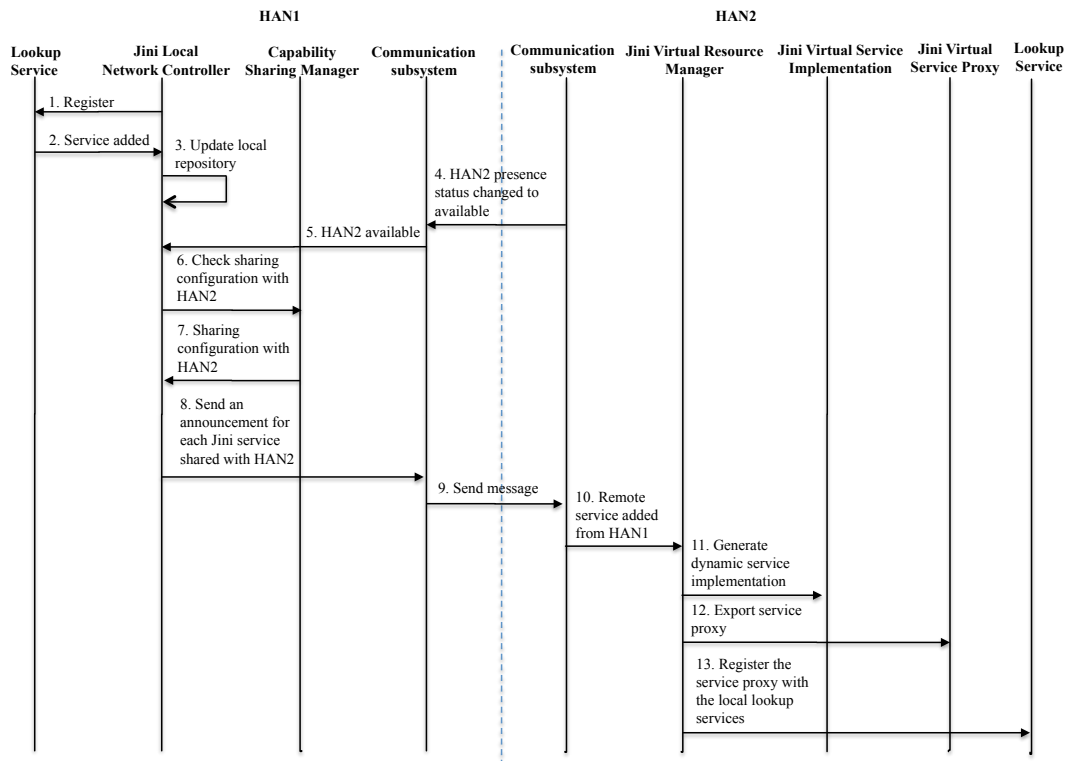 HAN1
HAN2
Lookup
Service
Jini Local
Network Controller
Capability
Sharing Manager
Communication
subsystem
Communication
subsystem
Jini Virtual Resource
Manager
Jini Virtual Service
Implementation
Jini Virtual
Service Proxy
Lookup
Service
1. Register
2. Service added
3. Update local
repository
4. HAN2 presence
status changed to
available
5. HAN2 available
6. Check sharing
configuration with
HAN2
7. Sharing
configuration with
HAN2
8. Send an
announcement for
each Jini service
shared with HAN2
9. Send message
10. Remote
service added
from HAN1
11. Generate
dynamic service
implementation
12. Export service
proxy
13. Register the
service proxy with
the local lookup
services